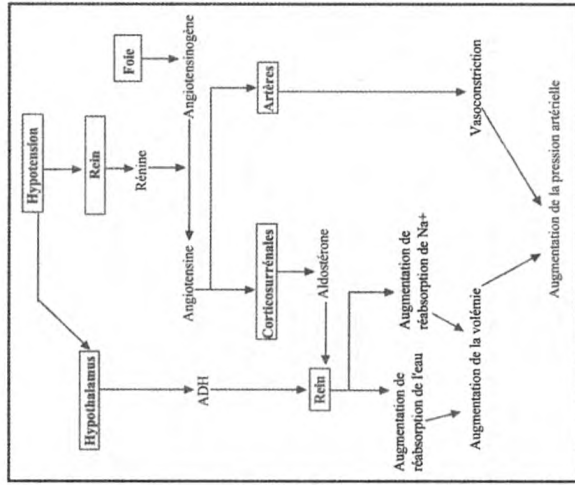 Hypotension
Hypothalamus
Rein
Foie
Rénine
Angiotensinogène
Angiotensine
ADH
Corticosurrénales
Artères
Aldostérone
Rein
Augmentation de
réabsorption de l'eau
Augmentation de
réabsorption de Na+
Augmentation de la volémie
Vasoconstriction
Augmentation de la pression artérielle